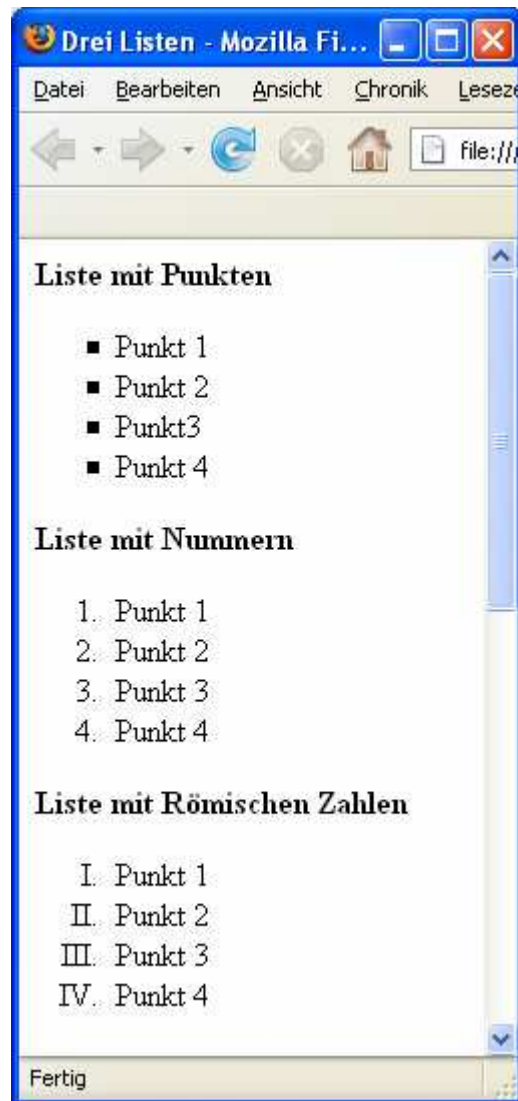 Drei Listen - Mozilla Fi...
Datei Bearbeiten Ansicht Chronik Leseze
file:///
Liste mit Punkten
Punkt 1
Punkt 2
Punkt3
Punkt 4
Liste mit Nummern
1. Punkt 1
2. Punkt 2
3. Punkt 3
4. Punkt 4
Liste mit Römischen Zahlen
I. Punkt 1
II. Punkt 2
III. Punkt 3
IV. Punkt 4
Fertig